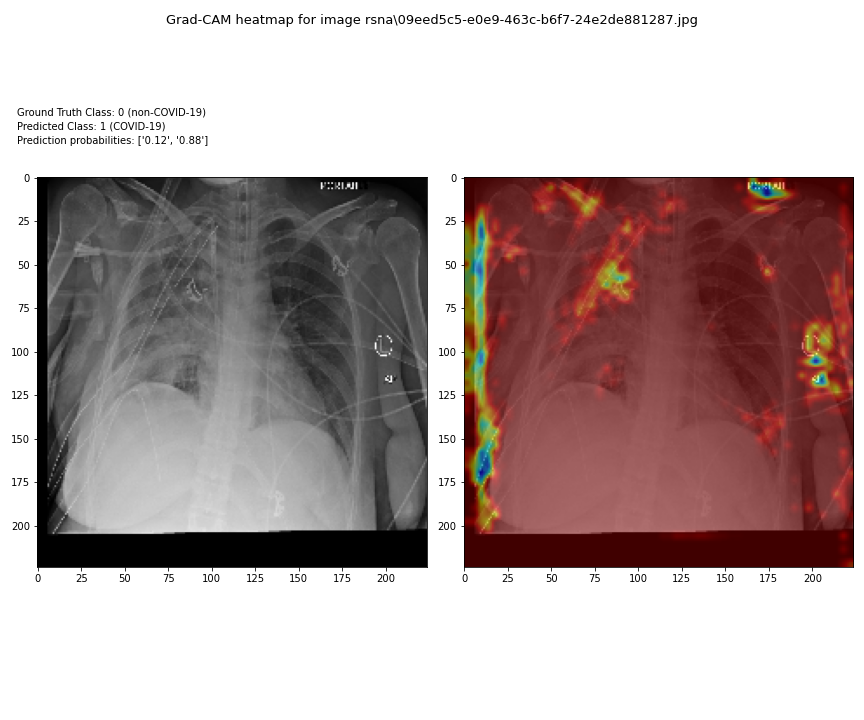 Grad-CAM heatmap for image rsna\09eed5c5-e0e9-463c-b6f7-24e2de881287.jpg
Ground Truth Class: 0 (non-COVID-19)
Predicted Class: 1 (COVID-19)
Prediction probabilities: ['0.12', '0.88']
0
25
50
75
100
125
150
175
200
0 25 50 75 100 125 150 175 200
L
0
25
50
75
100
125
150
175
200
0 25 50 75 100 125 150 175 200
L